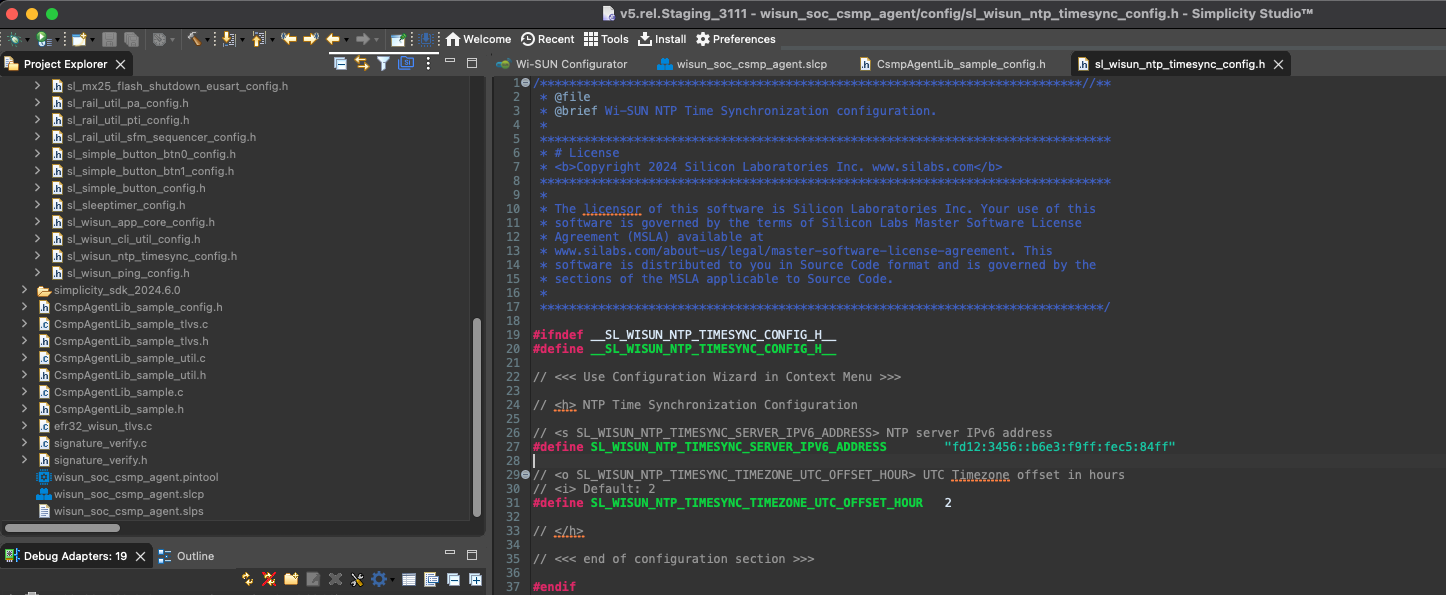 v5.rel.Staging_3111 - wisun_soc_csmp_agent/config/sl_wisun_ntp_timesync_config.h - Simplicity Studio™
Welcome Recent Tools Install Preferences
Project Explorer
Wi-SUN Configurator wisun_soc_csmp_agent.slcp CsmpAgentLib_sample_config.h sl_wisun_ntp_timesync_config.h
sl_mx25_flash_shutdown_eusart_config.h
sl_rail_util_pa_config.h
sl_rail_util_pti_config.h
sl_rail_util_sfm_sequencer_config.h
sl_simple_button_btn0_config.h
sl_simple_button_btn1_config.h
sl_simple_button_config.h
sl_sleeptimer_config.h
sl_wisun_app_core_config.h
sl_wisun_cli_util_config.h
sl_wisun_ntp_timesync_config.h
sl_wisun_ping_config.h
simplicity_sdk_2024.6.0
CsmpAgentLib_sample_config.h
CsmpAgentLib_sample_tlvs.c
CsmpAgentLib_sample_tlvs.h
CsmpAgentLib_sample_util.c
CsmpAgentLib_sample_util.h
CsmpAgentLib_sample.c
CsmpAgentLib_sample.h
efr32_wisun_tlvs.c
signature_verify.c
signature_verify.h
wisun_soc_csmp_agent.pintool
wisun_soc_csmp_agent.slcp
wisun_soc_csmp_agent.slps
Debug Adapters: 19 Outline
1 /***************************************************************************//**
2 * @file
3 * @brief Wi-SUN NTP Time Synchronization configuration.
4 *
5 *******************************************************************************
6 * # License
7 * <b>Copyright 2024 Silicon Laboratories Inc. www.silabs.com</b>
8 *******************************************************************************
9 *
10 * The licensor of this software is Silicon Laboratories Inc. Your use of this
11 * software is governed by the terms of Silicon Labs Master Software License
12 * Agreement (MSLA) available at
13 * www.silabs.com/about-us/legal/master-software-license-agreement. This
14 * software is distributed to you in Source Code format and is governed by the
15 * sections of the MSLA applicable to Source Code.
16 *
17 ******************************************************************************/
18
19 #ifndef __SL_WISUN_NTP_TIMESYNC_CONFIG_H__
20 #define __SL_WISUN_NTP_TIMESYNC_CONFIG_H__
21
22 // <<< Use Configuration Wizard in Context Menu >>>
23
24 // <h> NTP Time Synchronization Configuration
25
26 // <s SL_WISUN_NTP_TIMESYNC_SERVER_IPV6_ADDRESS> NTP server IPv6 address
27 #define SL_WISUN_NTP_TIMESYNC_SERVER_IPV6_ADDRESS "fd12:3456::b6e3:f9ff:fec5:84ff"
28
29 // <o SL_WISUN_NTP_TIMESYNC_TIMEZONE_UTC_OFFSET_HOUR> UTC Timezone offset in hours
30 // <i> Default: 2
31 #define SL_WISUN_NTP_TIMESYNC_TIMEZONE_UTC_OFFSET_HOUR 2
32
33 // </h>
34
35 // <<< end of configuration section >>>
36
37 #endif